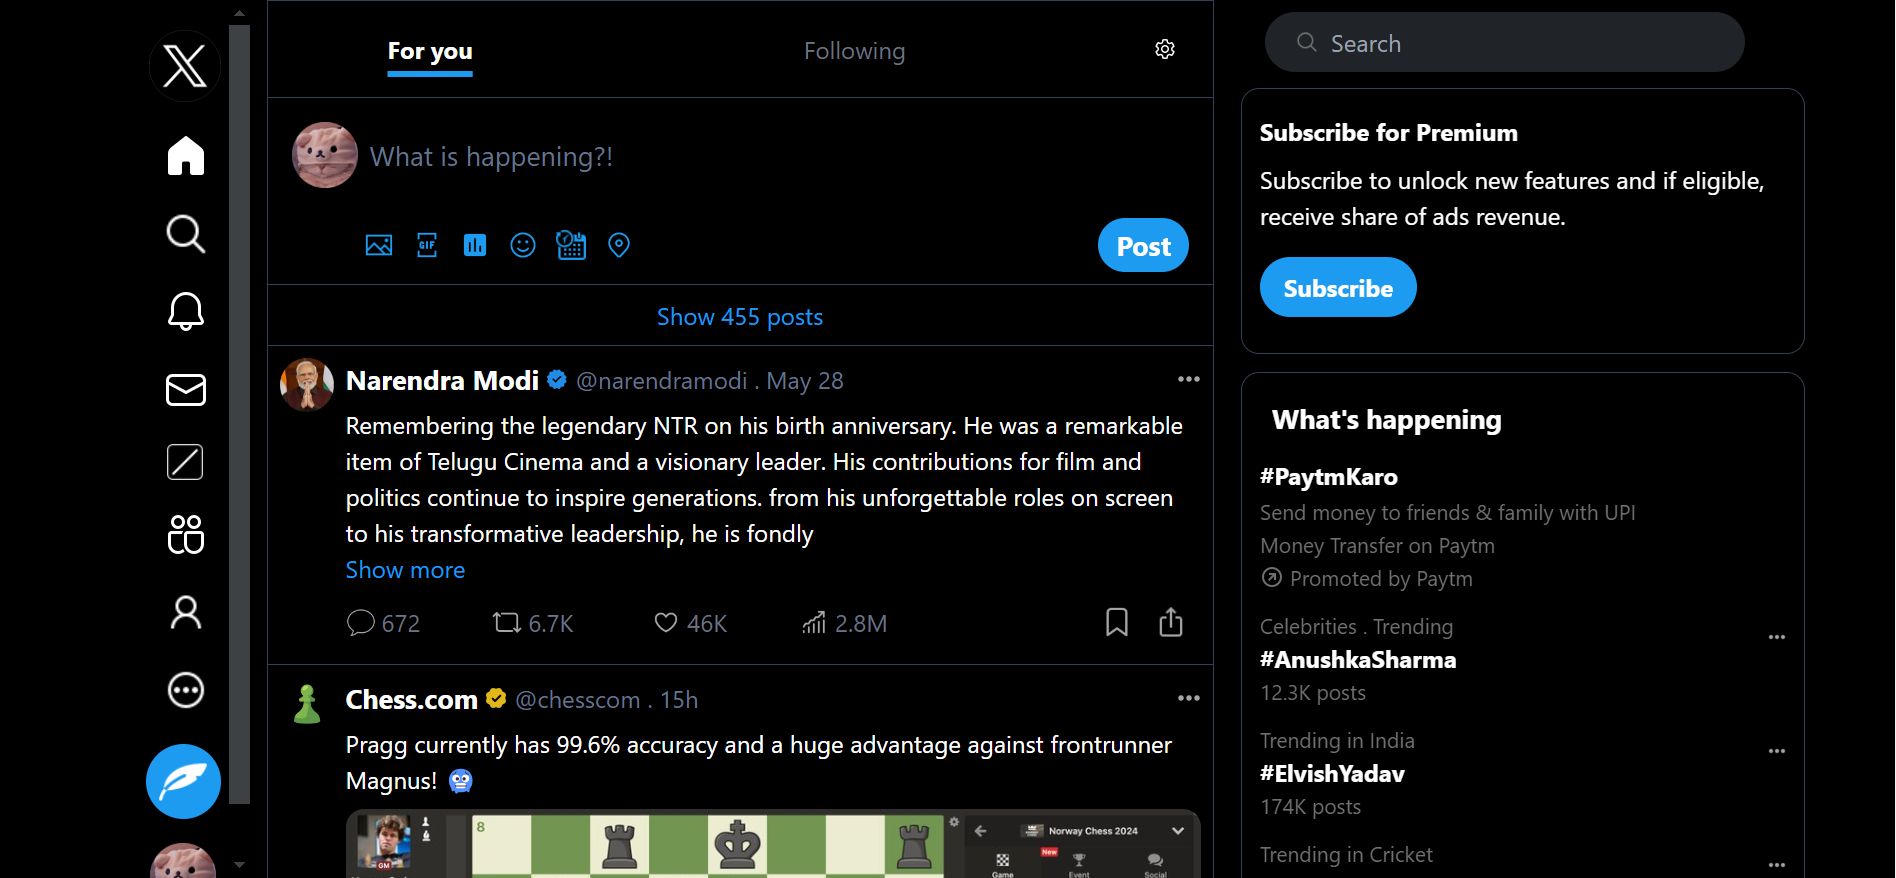 For you
Following
What is happening?!
GIF
Post
Show 455 posts
Narendra Modi @narendramodi . May 28
Remembering the legendary NTR on his birth anniversary. He was a remarkable
item of Telugu Cinema and a visionary leader. His contributions for film and
politics continue to inspire generations. from his unforgettable roles on screen
to his transformative leadership, he is fondly
Show more
672 6.7K 46K 2.8M
Chess.com @chesscom . 15h
Pragg currently has 99.6% accuracy and a huge advantage against frontrunner
Magnus!
GM
8
Norway Chess 2024
New
Game Event Social
Search
Subscribe for Premium
Subscribe to unlock new features and if eligible,
receive share of ads revenue.
Subscribe
What's happening
#PaytmKaro
Send money to friends & family with UPI
Money Transfer on Paytm
Promoted by Paytm
Celebrities . Trending
#AnushkaSharma
12.3K posts
Trending in India
#ElvishYadav
174K posts
Trending in Cricket